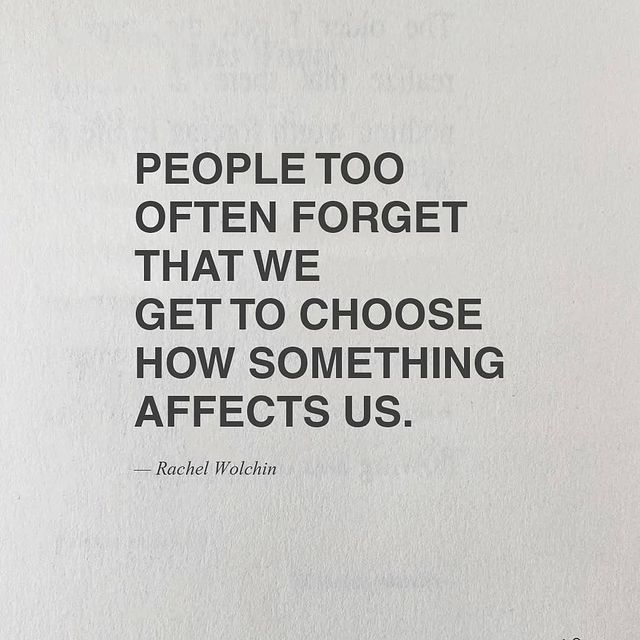 PEOPLE TOO
OFTEN FORGET
THAT WE
GET TO CHOOSE
HOW SOMETHING
AFFECTS US.
— Rachel Wolchin